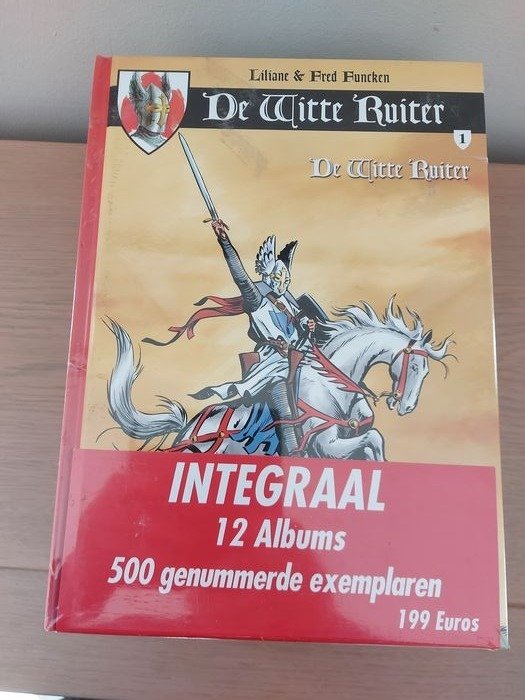 Liliane & Fred Funcken
De Witte Ruiter
1
De Witte Ruiter
INTEGRAAL
12 Albums
500 genummerde exemplaren
199 Euros